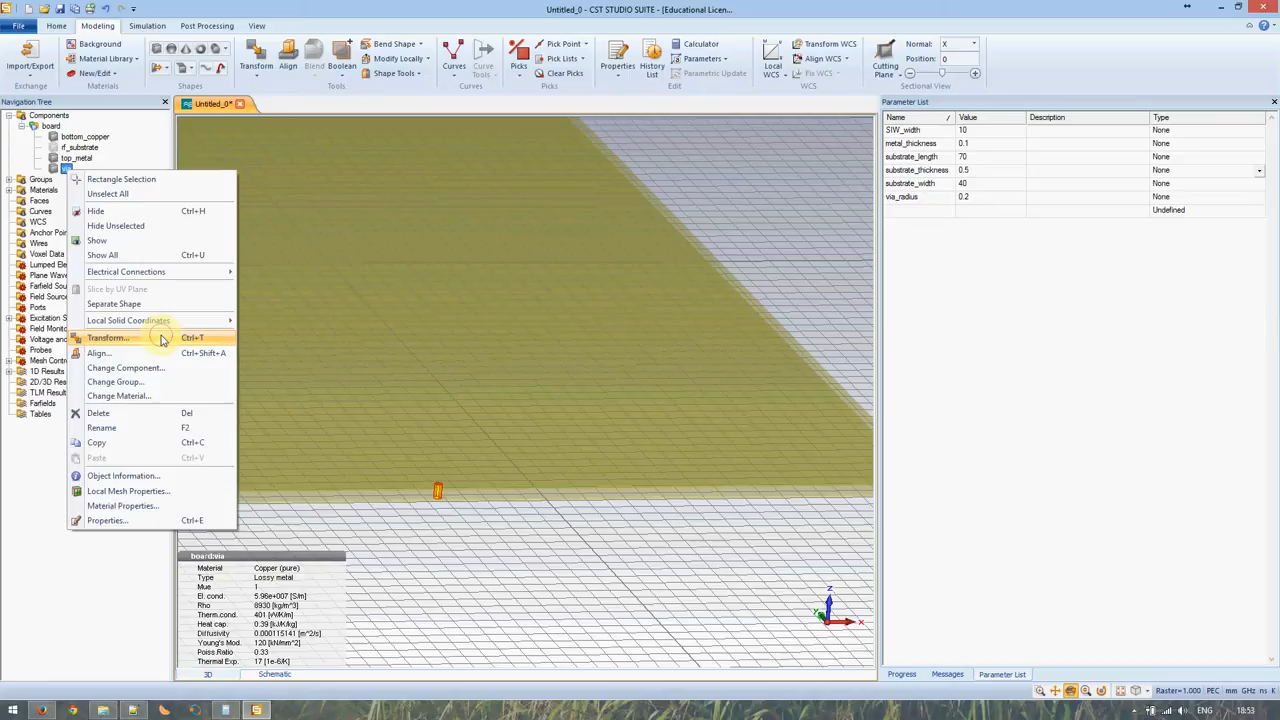 Untitled_0* - CST STUDIO SUITE - [Educational Licen...
File Home Modeling Simulation Post Processing View
Import/Export
Exchange
Background
Material Library
New/Edit
Materials
Shapes
Transform Align Blend Boolean
Bend Shape
Modify Locally
Shape Tools
Tools
Curves Curve Tools
Curves
Picks
Pick Point
Pick Lists
Clear Picks
Picks
Properties History List
Calculator
Parameters
Parametric Update
Edit
Local WCS
Transform WCS
Align WCS
Fix WCS
WCS
Cutting Plane
Normal: X
Position: 0
Sectional View
Navigation Tree
Components
board
bottom_copper
rf_substrate
top_metal
Groups
Materials
Faces
Curves
WCS
Wires
Voxel Data
Ports
Probes
Farfields
Tables
Rectangle Selection
Unselect All
Hide Ctrl+H
Hide Unselected
Show
Show All Ctrl+U
Electrical Connections
Slice by UV Plane
Separate Shape
Local Solid Coordinates
Transform... Ctrl+T
Align... Ctrl+Shift+A
Change Component...
Change Group...
Change Material...
Delete Del
Rename F2
Copy Ctrl+C
Paste Ctrl+V
Object Information...
Local Mesh Properties...
Material Properties...
Properties... Ctrl+E
Untitled_0*
board:via
Material Copper (pure)
Type Lossy metal
Mue 1
El. cond. 5.96e+007 [S/m]
Rho 8930 [kg/m^3]
Therm.cond. 401 [W/K/m]
Heat cap. 0.39 [kJ/K/kg]
Diffusivity 0.000115141 [m^2/s]
Young's Mod. 120 [kN/mm^2]
Poiss.Ratio 0.33
Thermal Exp. 17 [1e-6/K]
z
y
x
3D Schematic
Parameter List
Name Value Description Type
SIW_width 10 None
metal_thickness 0.1 None
substrate_length 70 None
substrate_thickness 0.5 None
substrate_width 40 None
via_radius 0.2 None
Undefined
Progress Messages Parameter List
Raster=1.000 PEC mm GHz ns K
ENG 18:53